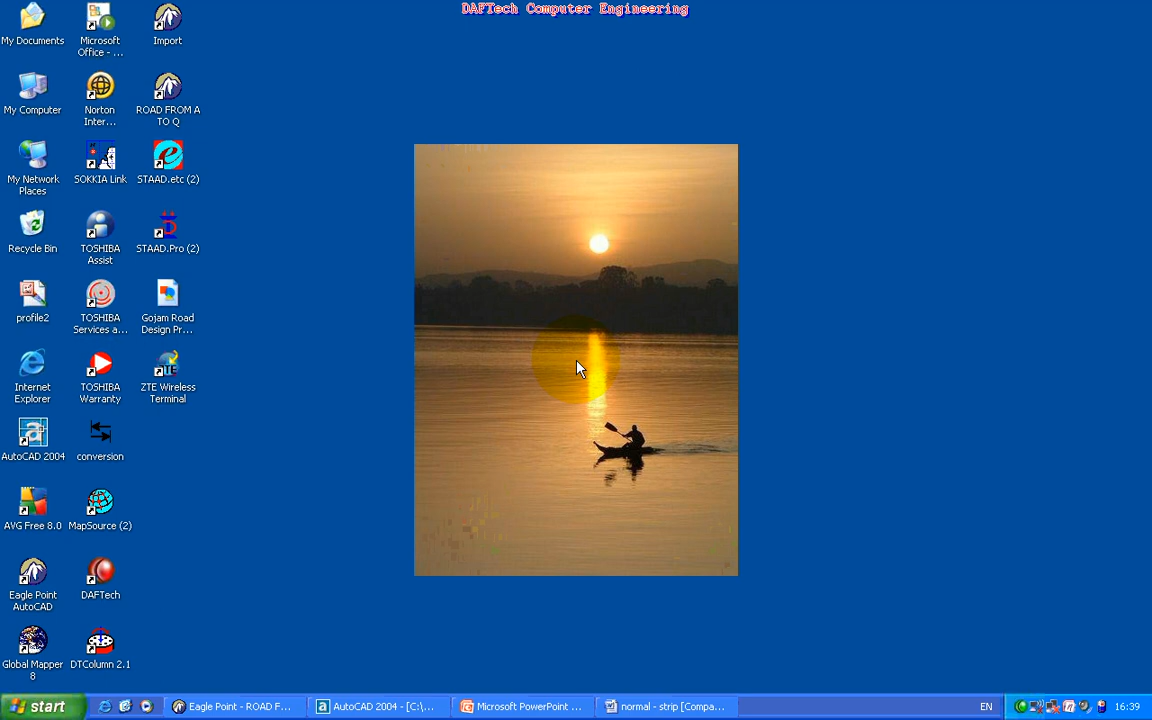 DAFTech Computer Engineering
My Documents
Microsoft
Office - ...
Import
My Computer
Norton
Inter...
ROAD FROM A
TO Q
My Network
Places
SOKKIA Link
STAAD.etc (2)
Recycle Bin
TOSHIBA
Assist
STAAD.Pro (2)
profile2
TOSHIBA
Services a...
Gojam Road
Design Pr...
Internet
Explorer
TOSHIBA
Warranty
ZTE Wireless
Terminal
AutoCAD 2004
conversion
AVG Free 8.0
MapSource (2)
Eagle Point
AutoCAD
DAFTech
Global Mapper
8
DTColumn 2.1
start
Eagle Point - ROAD F...
AutoCAD 2004 - [C:\...
Microsoft PowerPoint ...
normal - strip [Compa...
EN
16:39